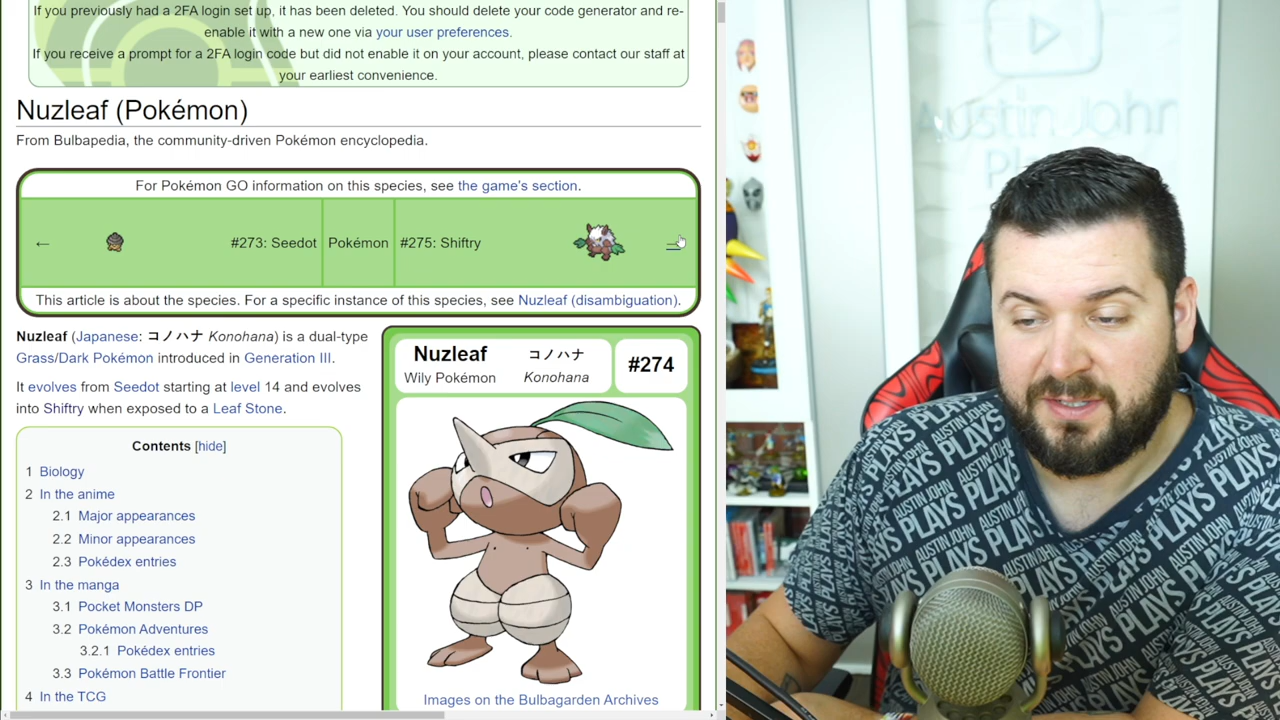 If you previously had a 2FA login set up, it has been deleted. You should delete your code generator and re-
enable it with a new one via your user preferences.
If you receive a prompt for a 2FA login code but did not enable it on your account, please contact our staff at
your earliest convenience.
Nuzleaf (Pokémon)
From Bulbapedia, the community-driven Pokémon encyclopedia.
For Pokémon GO information on this species, see the game's section.
← #273: Seedot Pokémon #275: Shiftry →
This article is about the species. For a specific instance of this species, see Nuzleaf (disambiguation).
Nuzleaf (Japanese: コノハナ Konohana) is a dual-type
Grass/Dark Pokémon introduced in Generation III.
It evolves from Seedot starting at level 14 and evolves
into Shiftry when exposed to a Leaf Stone.
Contents [hide]
1 Biology
2 In the anime
2.1 Major appearances
2.2 Minor appearances
2.3 Pokédex entries
3 In the manga
3.1 Pocket Monsters DP
3.2 Pokémon Adventures
3.2.1 Pokédex entries
3.3 Pokémon Battle Frontier
4 In the TCG
Nuzleaf コノハナ
Wily Pokémon Konohana
#274
Images on the Bulbagarden Archives
Austin John
Plays
AUSTIN JOHN
PLAYS